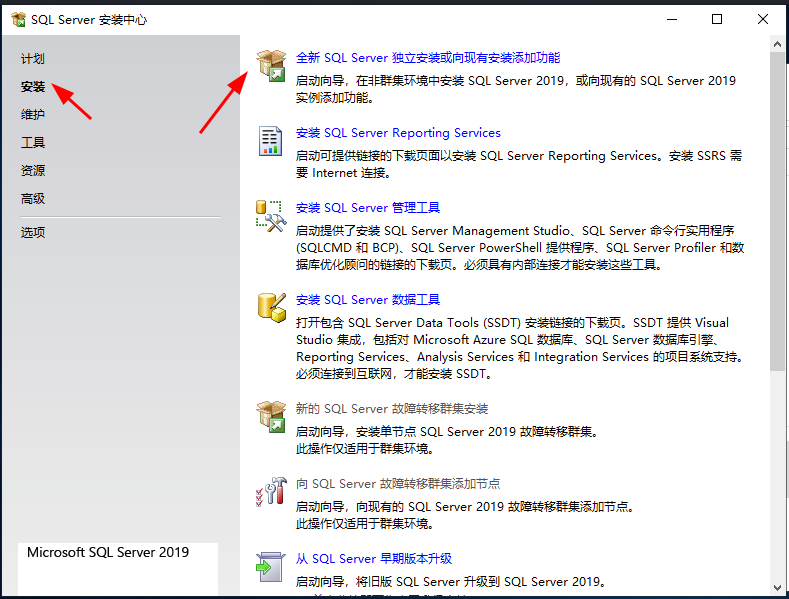 SQL Server 安装中心
计划
安装
维护
工具
资源
高级
选项
Microsoft SQL Server 2019
全新 SQL Server 独立安装或向现有安装添加功能
启动向导，在非群集环境中安装 SQL Server 2019，或向现有的 SQL Server 2019
实例添加功能。
安装 SQL Server Reporting Services
启动可提供链接的下载页面以安装 SQL Server Reporting Services。安装 SSRS 需
要 Internet 连接。
安装 SQL Server 管理工具
启动提供了安装 SQL Server Management Studio、SQL Server 命令行实用程序
(SQLCMD 和 BCP)、SQL Server PowerShell 提供程序、SQL Server Profiler 和数
据库优化顾问的链接的下载页。必须具有内部连接才能安装这些工具。
安装 SQL Server 数据工具
打开包含 SQL Server Data Tools (SSDT) 安装链接的下载页。SSDT 提供 Visual
Studio 集成，包括对 Microsoft Azure SQL 数据库、SQL Server 数据库引擎、
Reporting Services、Analysis Services 和 Integration Services 的项目系统支持。
必须连接到互联网，才能安装 SSDT。
新的 SQL Server 故障转移群集安装
启动向导，安装单节点 SQL Server 2019 故障转移群集。
此操作仅适用于群集环境。
向 SQL Server 故障转移群集添加节点
启动向导，向现有的 SQL Server 2019 故障转移群集添加节点。
此操作仅适用于群集环境。
从 SQL Server 早期版本升级
启动向导，将旧版 SQL Server 升级到 SQL Server 2019。